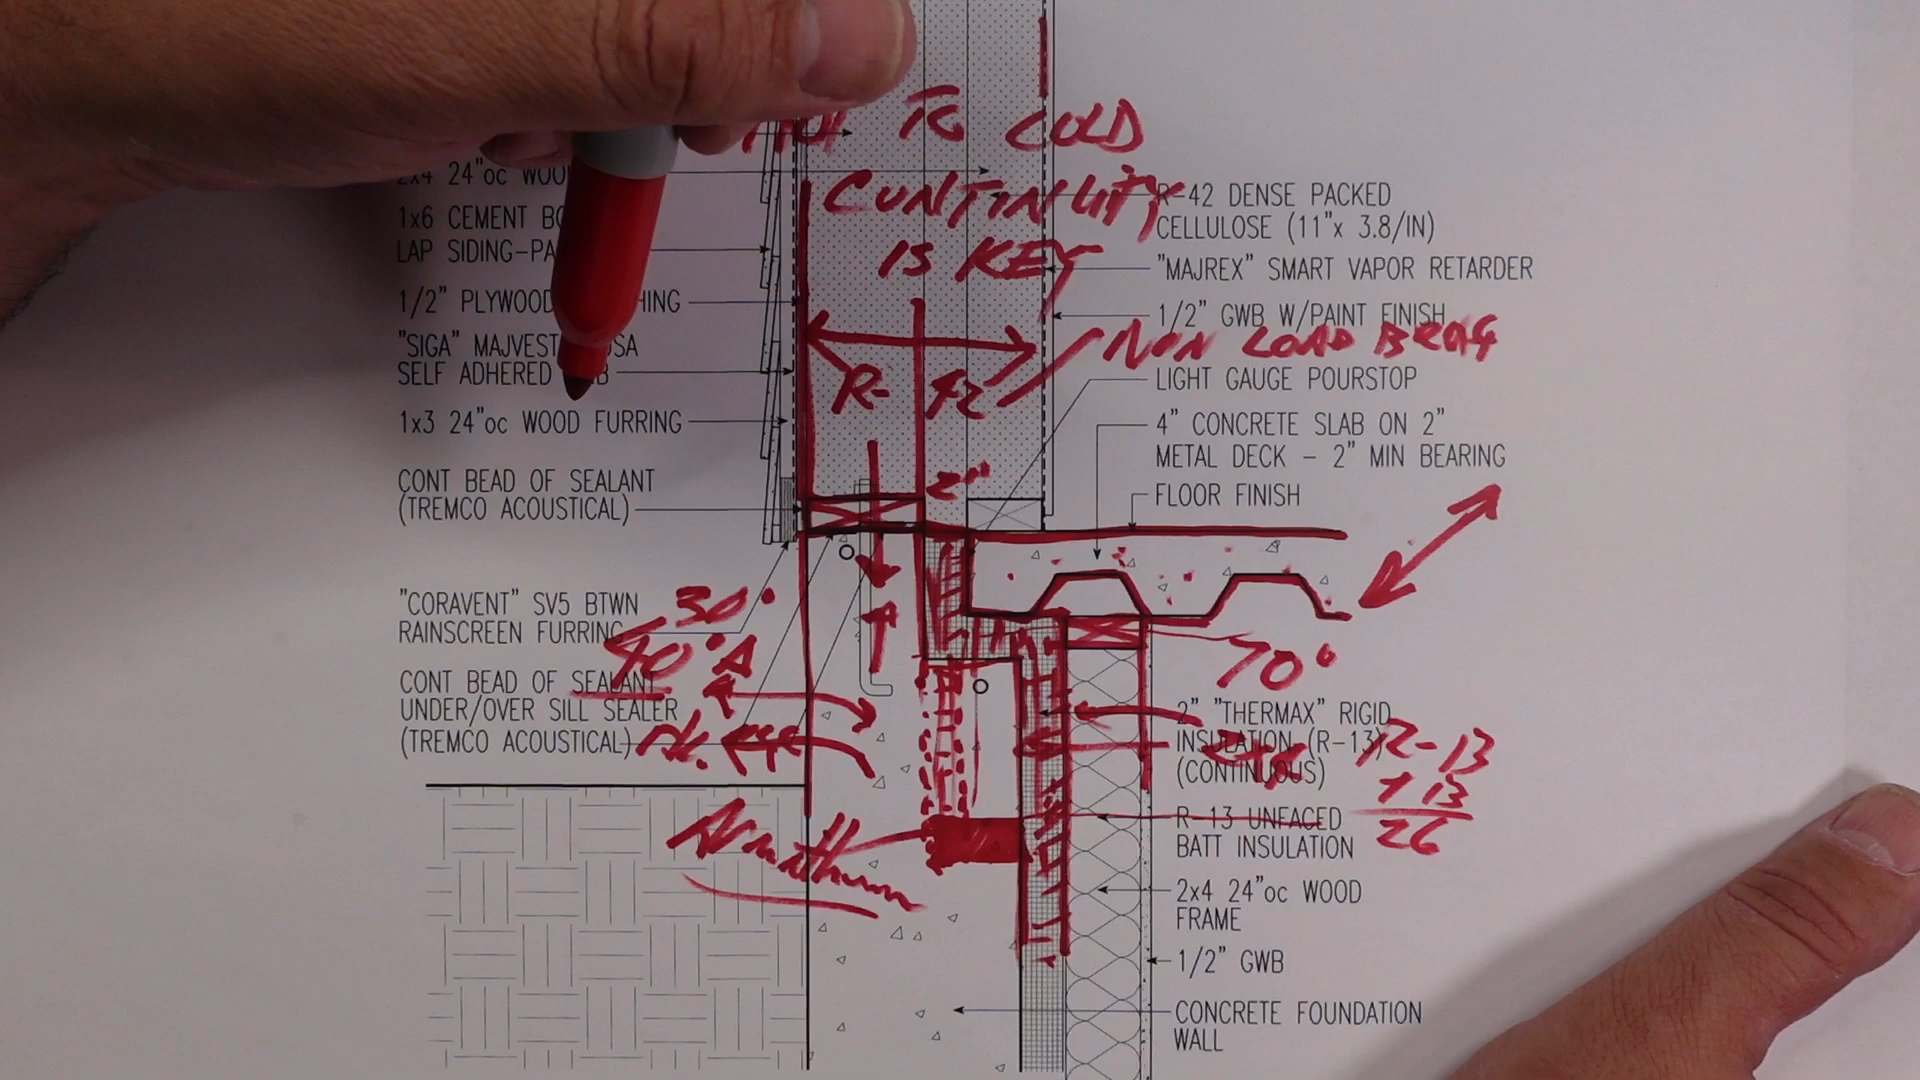 HOT TO COLD
CONTINUITY
IS KEY
2x4 24"oc WOO
1x6 CEMENT BO
LAP SIDING-PA
1/2" PLYWOOD HING
"SIGA" MAJVEST USA
SELF ADHERED B
1x3 24"oc WOOD FURRING
CONT BEAD OF SEALANT
(TREMCO ACOUSTICAL)
"CORAVENT" SV5 BTWN
RAINSCREEN FURRING
CONT BEAD OF SEALANT
UNDER/OVER SILL SEALER
(TREMCO ACOUSTICAL)
30°
40°
R-42
2"
R-42 DENSE PACKED
CELLULOSE (11"x 3.8/IN)
"MAJREX" SMART VAPOR RETARDER
1/2" GWB W/PAINT FINISH
NON LOAD BRG
LIGHT GAUGE POURSTOP
4" CONCRETE SLAB ON 2"
METAL DECK - 2" MIN BEARING
FLOOR FINISH
70°
2" "THERMAX" RIGID
INSULATION (R-13)
(CONTINUOUS)
2x4
R-13
+ 13
26
R-13 UNFACED
BATT INSULATION
2x4 24"oc WOOD
FRAME
1/2" GWB
CONCRETE FOUNDATION
WALL